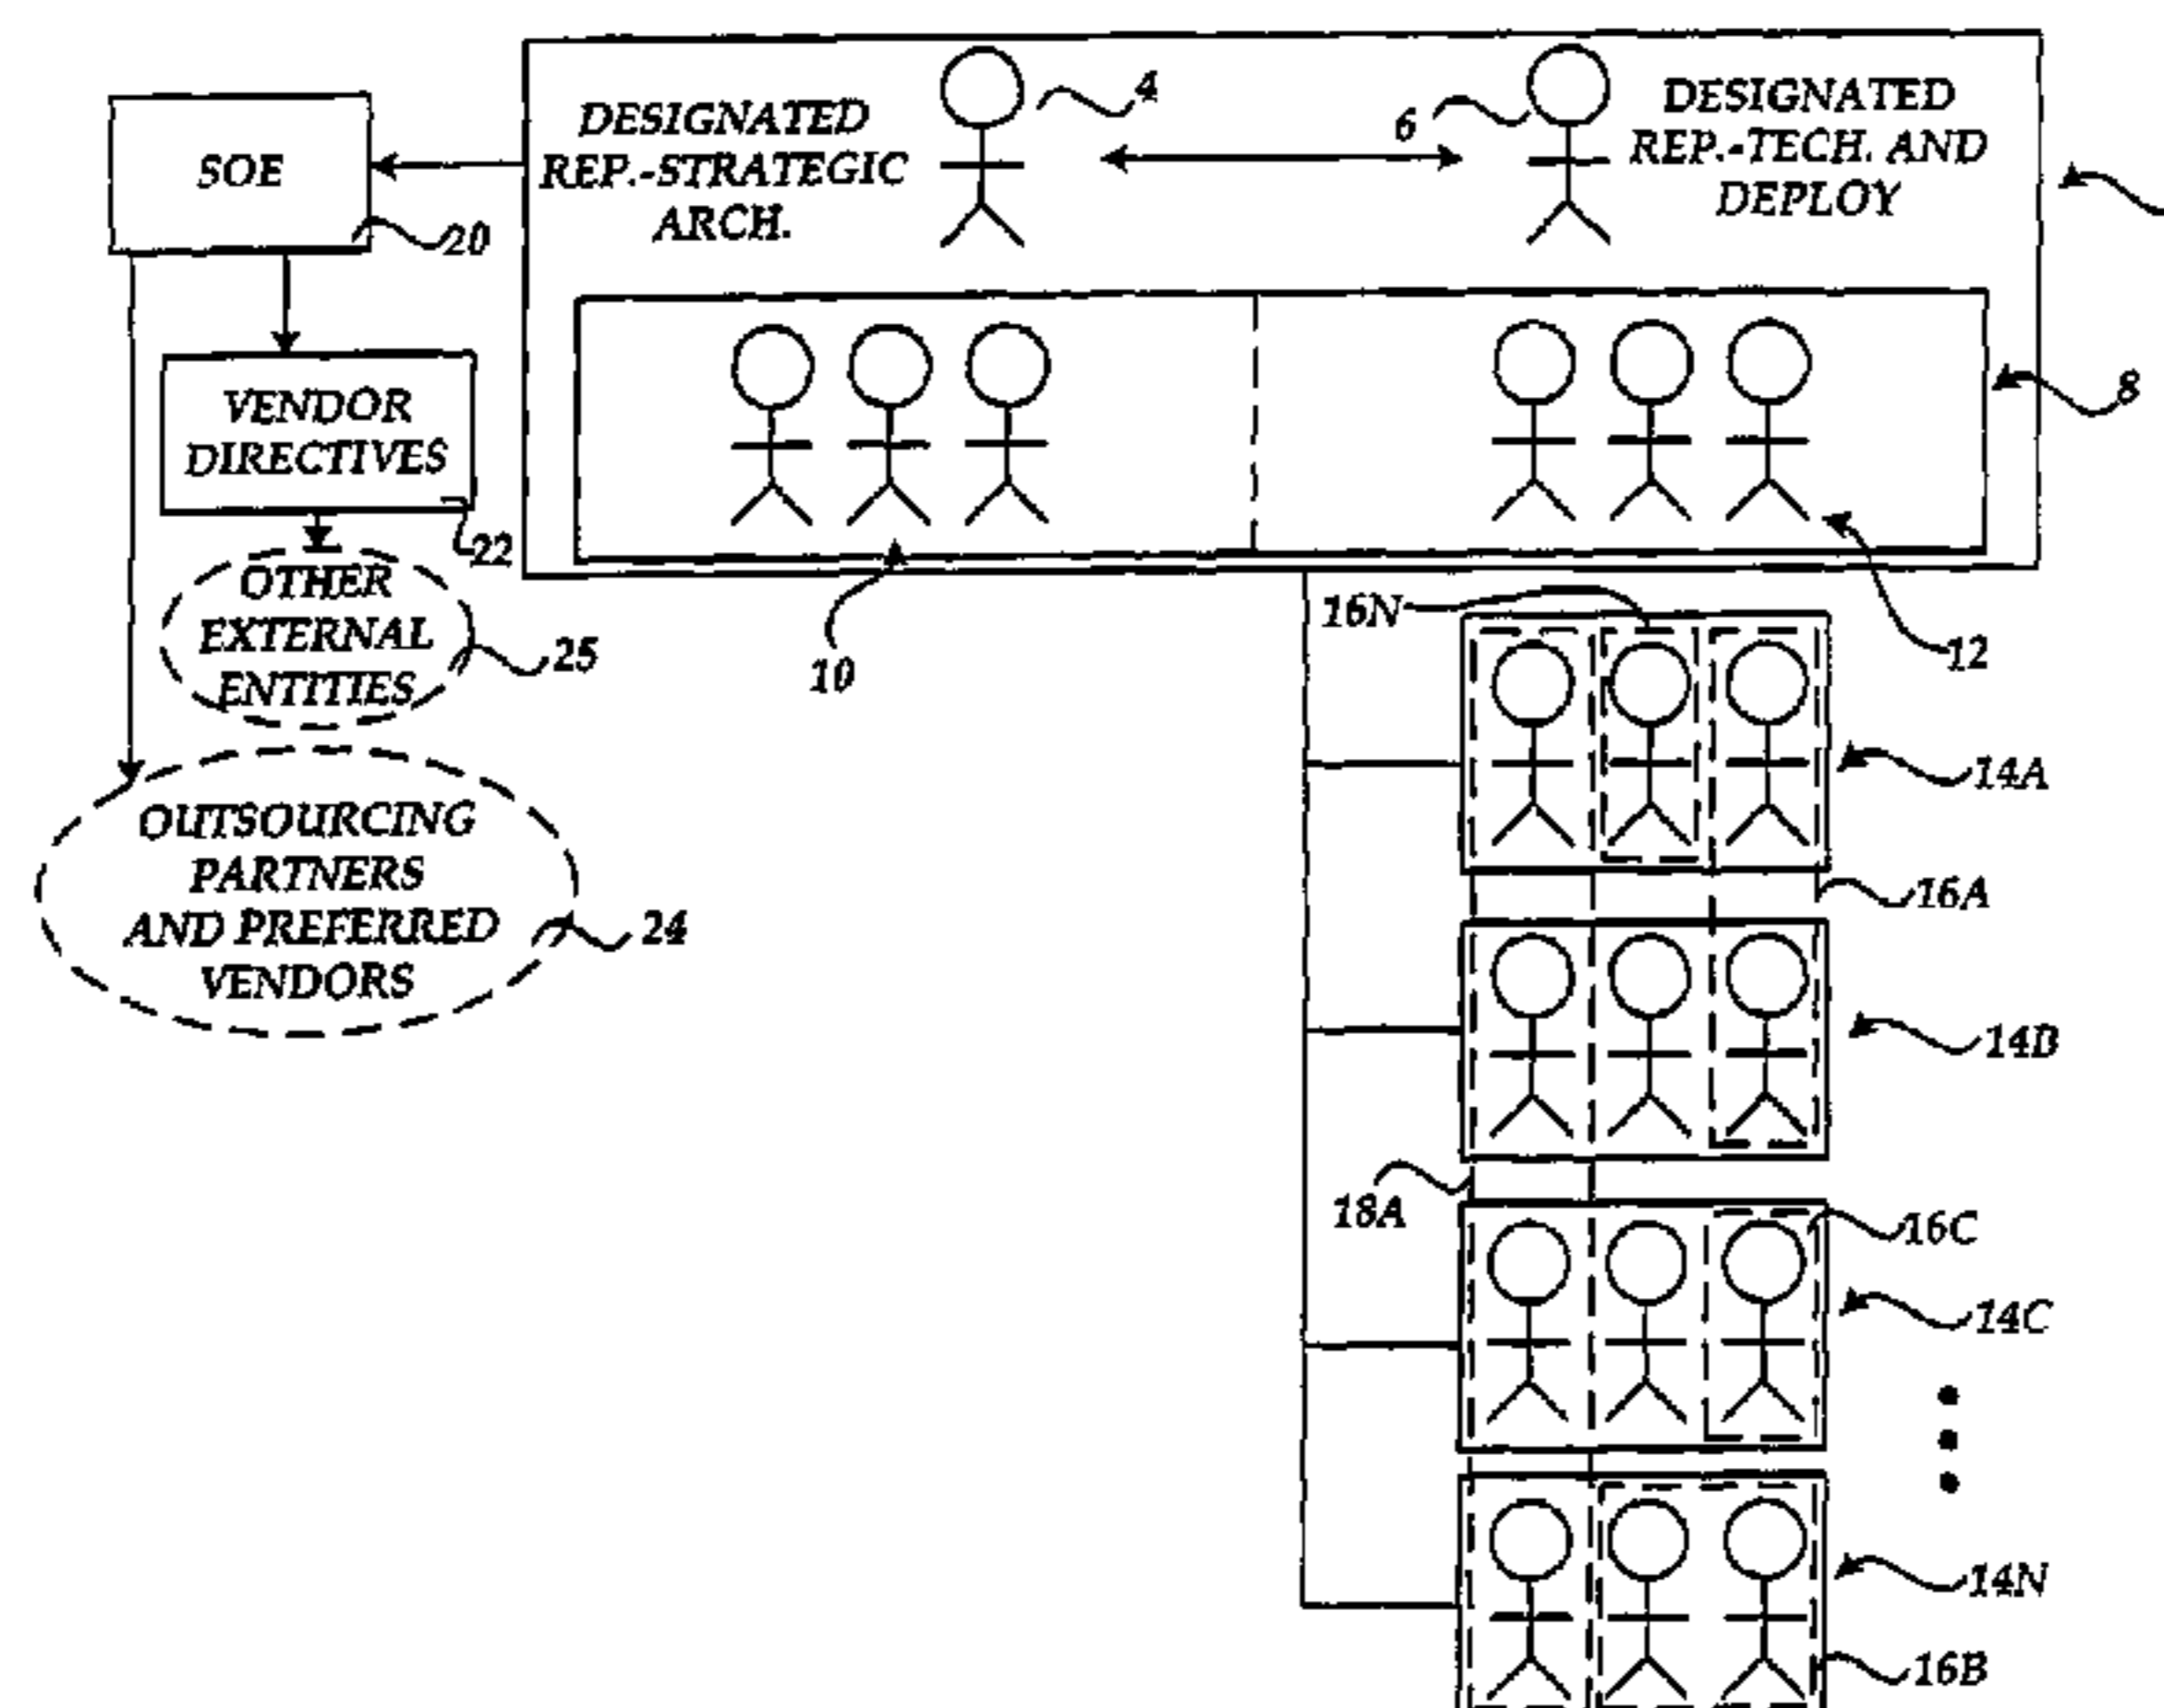 4
DESIGNATED
REP.-STRATEGIC
ARCH.
6
DESIGNATED
REP.-TECH. AND
DEPLOY
SOE
20
8
VENDOR
DIRECTIVES
22
10
12
OTHER
EXTERNAL
ENTITIES
25
OUTSOURCING
PARTNERS
AND PREFERRED
VENDORS
24
16N
14A
16A
14B
18A
16C
14C
14N
16B